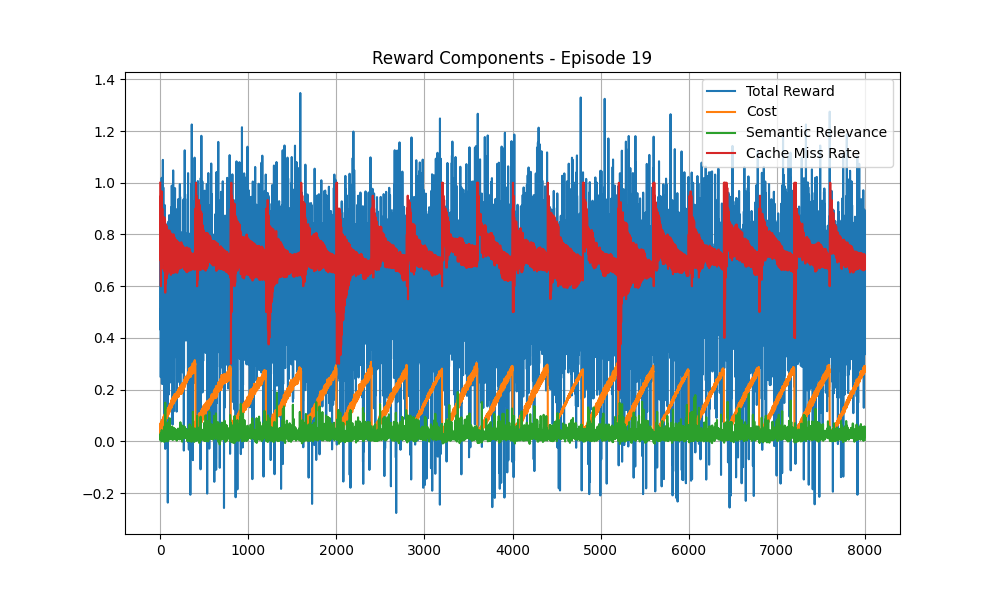 Reward Components - Episode 19
Total Reward
Cost
Semantic Relevance
Cache Miss Rate
1.4
1.2
1.0
0.8
0.6
0.4
0.2
0.0
−0.2
0 1000 2000 3000 4000 5000 6000 7000 8000